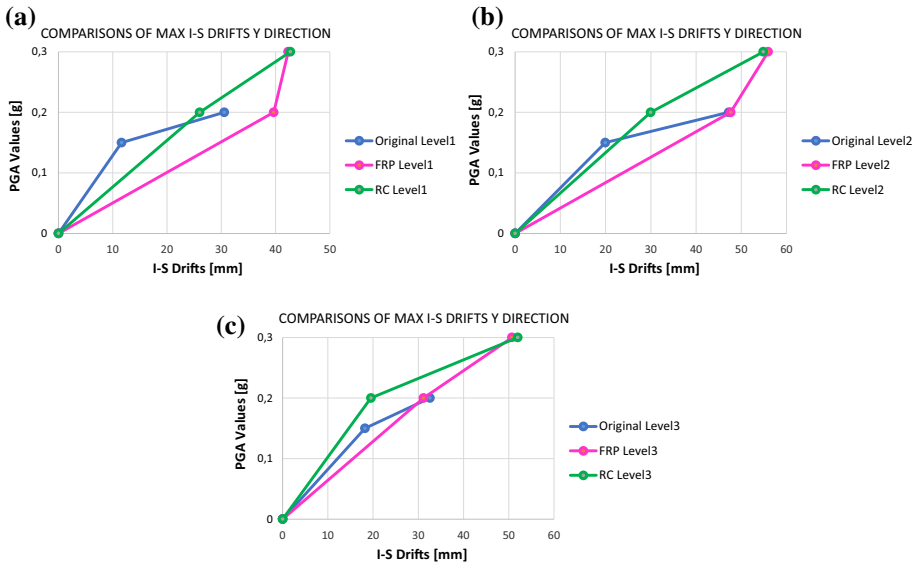 (a)
COMPARISONS OF MAX I-S DRIFTS Y DIRECTION
PGA Values [g]
0,3
0,2
0,1
0
0 10 20 30 40 50
I-S Drifts [mm]
Original Level1
FRP Level1
RC Level1
(b)
COMPARISONS OF MAX I-S DRIFTS Y DIRECTION
PGA Values [g]
0,3
0,2
0,1
0
0 10 20 30 40 50 60
I-S Drifts [mm]
Original Level2
FRP Level2
RC Level2
(c)
COMPARISONS OF MAX I-S DRIFTS Y DIRECTION
PGA Values [g]
0,3
0,2
0,1
0
0 10 20 30 40 50 60
I-S Drifts [mm]
Original Level3
FRP Level3
RC Level3